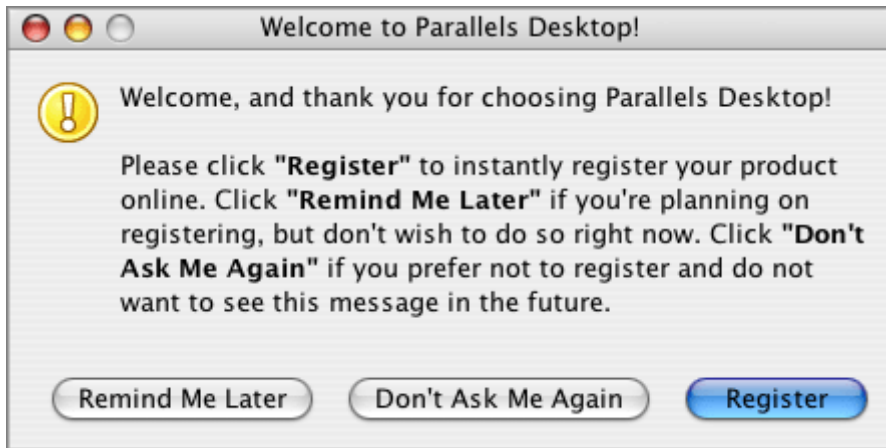 Welcome to Parallels Desktop!
Welcome, and thank you for choosing Parallels Desktop!
Please click "Register" to instantly register your product
online. Click "Remind Me Later" if you're planning on
registering, but don't wish to do so right now. Click "Don't
Ask Me Again" if you prefer not to register and do not
want to see this message in the future.
Remind Me Later Don't Ask Me Again Register